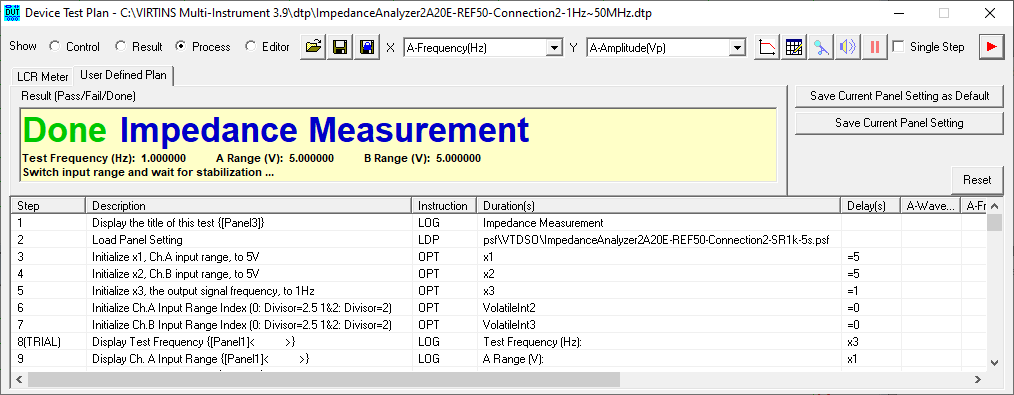 Device Test Plan - C:\VIRTINS Multi-Instrument 3.9\dtp\ImpedanceAnalyzer2A20E-REF50-Connection2-1Hz~50MHz.dtp
Show Control Result Process Editor X A-Frequency(Hz) Y A-Amplitude(Vp) Single Step
LCR Meter User Defined Plan
Result (Pass/Fail/Done)
Done Impedance Measurement
Test Frequency (Hz): 1.000000 A Range (V): 5.000000 B Range (V): 5.000000
Switch input range and wait for stabilization ...
Save Current Panel Setting as Default
Save Current Panel Setting
Reset
Step Description Instruction Duration(s) Delay(s) A-Wave... A-Fr
1 Display the title of this test {[Panel3]} LOG Impedance Measurement
2 Load Panel Setting LDP psf\VTDSO\ImpedanceAnalyzer2A20E-REF50-Connection2-SR1k-5s.psf
3 Initialize x1, Ch.A input range, to 5V OPT x1 =5
4 Initialize x2, Ch.B input range, to 5V OPT x2 =5
5 Initialize x3, the output signal frequency, to 1Hz OPT x3 =1
6 Initialize Ch.A Input Range Index (0: Divisor=2.5 1&2: Divisor=2) OPT VolatileInt2 =0
7 Initialize Ch.B Input Range Index (0: Divisor=2.5 1&2: Divisor=2) OPT VolatileInt3 =0
8(TRIAL) Display Test Frequency {[Panel1]< >} LOG Test Frequency (Hz): x3
9 Display Ch. A Input Range {[Panel1]< >} LOG A Range (V): x1